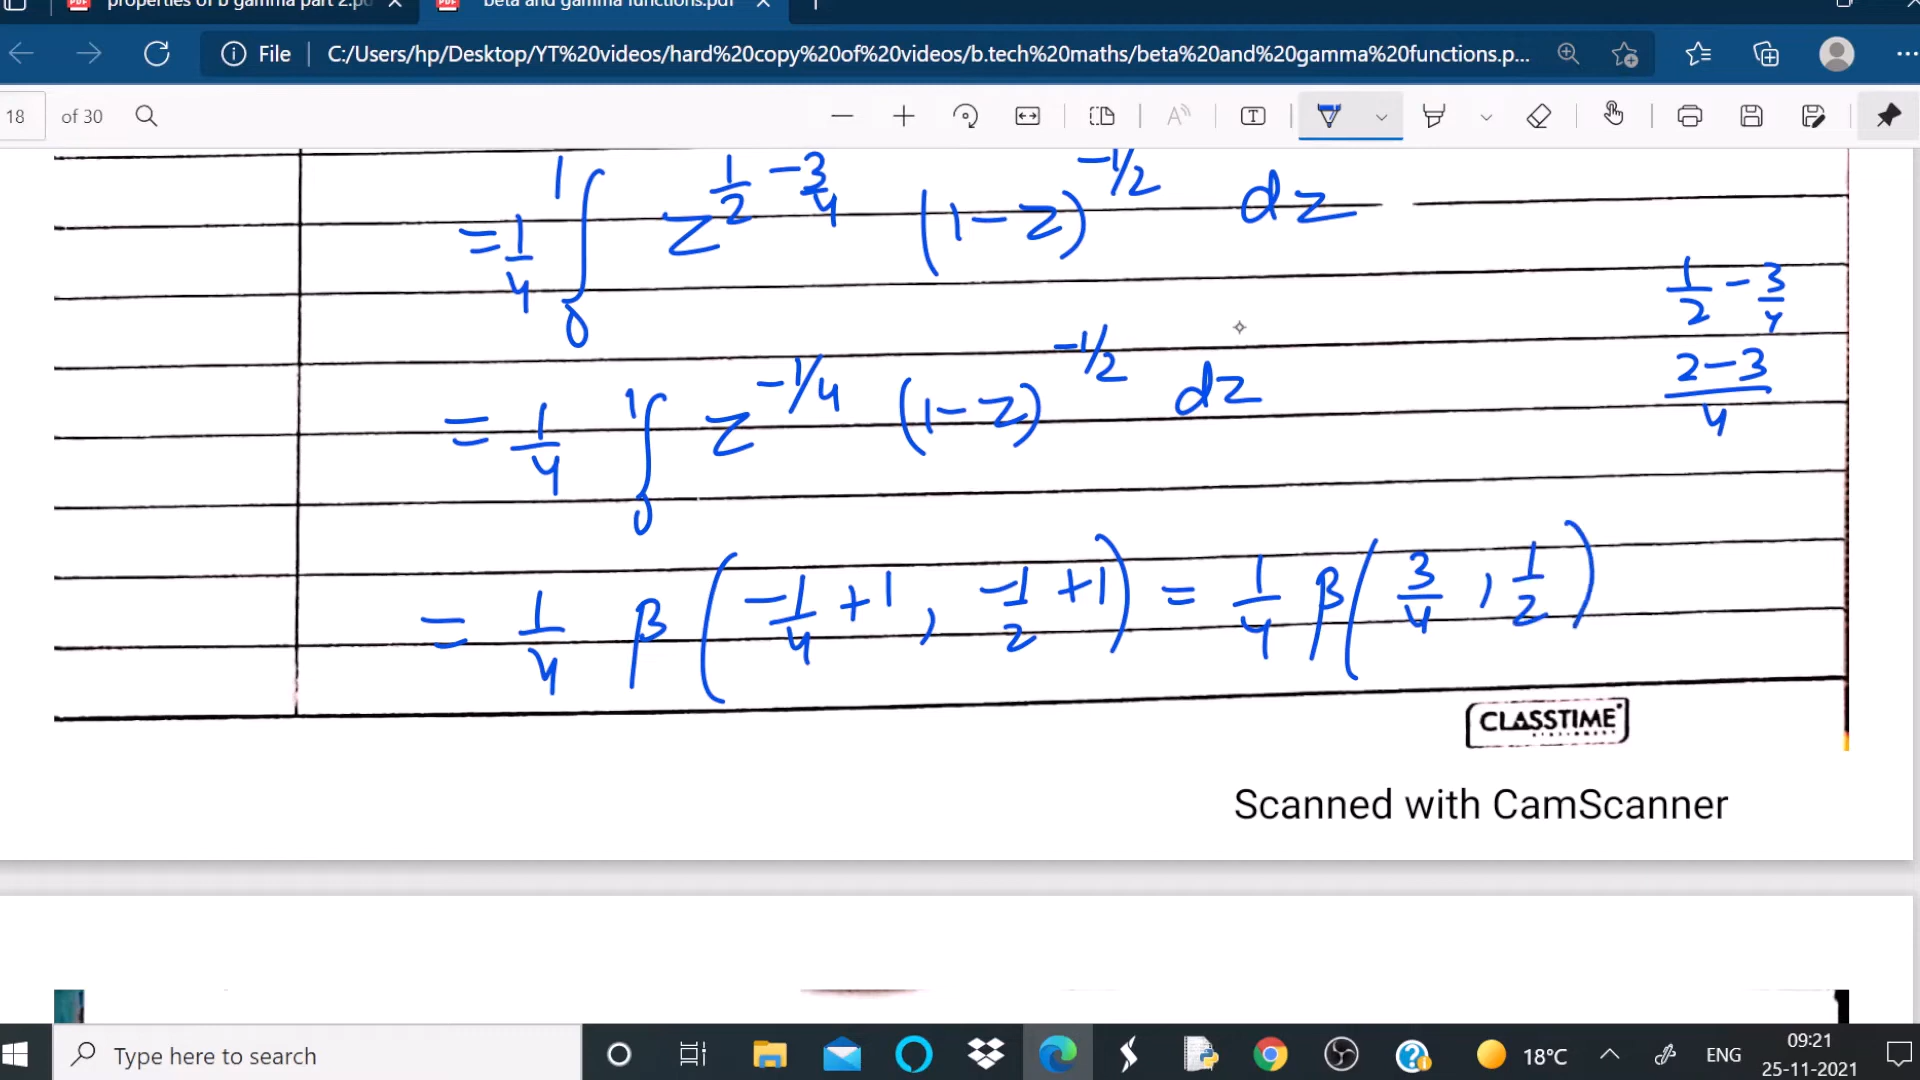 properties of b gamma part 2.pd
beta and gamma functions.pdf
File
C:/Users/hp/Desktop/YT%20videos/hard%20copy%20of%20videos/b.tech%20maths/beta%20and%20gamma%20functions.p...
18 of 30
= 1/4 ∫₀¹ z^(1/2 - 3/4) (1-z)^(-1/2) dz
1/2 - 3/4
= 1/4 ∫₀¹ z^(-1/4) (1-z)^(-1/2) dz
2-3/4
= 1/4 β(-1/4 + 1, -1/2 + 1) = 1/4 β(3/4, 1/2)
CLASSTIME
Scanned with CamScanner
Type here to search
18°C
ENG
09:21
25-11-2021